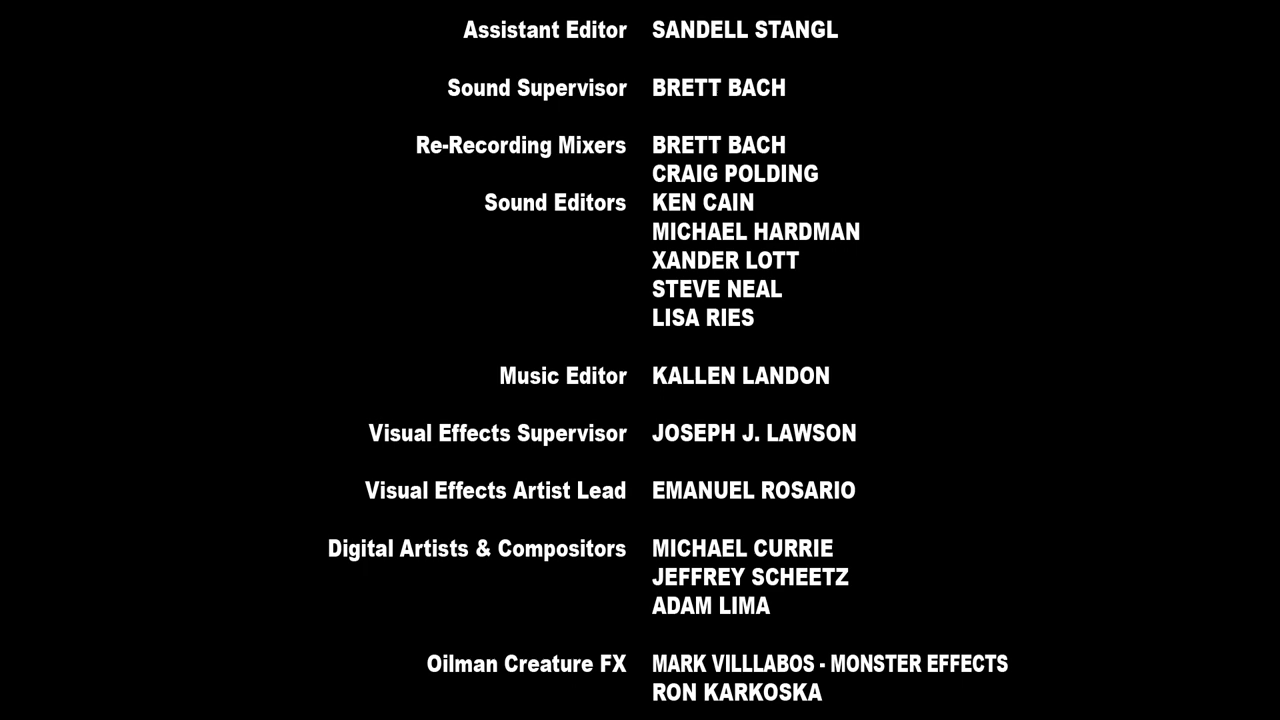 Assistant Editor SANDELL STANGL
Sound Supervisor BRETT BACH
Re-Recording Mixers BRETT BACH
CRAIG POLDING
Sound Editors KEN CAIN
MICHAEL HARDMAN
XANDER LOTT
STEVE NEAL
LISA RIES
Music Editor KALLEN LANDON
Visual Effects Supervisor JOSEPH J. LAWSON
Visual Effects Artist Lead EMANUEL ROSARIO
Digital Artists & Compositors MICHAEL CURRIE
JEFFREY SCHEETZ
ADAM LIMA
Oilman Creature FX MARK VILLLABOS - MONSTER EFFECTS
RON KARKOSKA